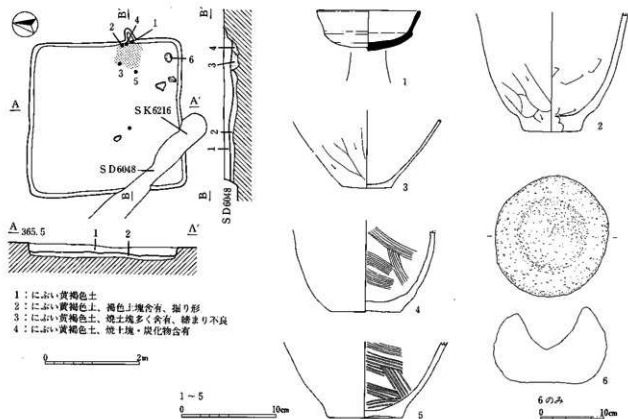 B'
4
2
1
3
5
6
A
A'
SK6216
SD6048
B
B'
4
3
2
1
B
SD6048
A 365.5
1
2
A'
1：にぶい黄褐色土
2：にぶい黄褐色土、褐色土塊含有、掘り形
3：にぶい黄褐色土、焼土塊多く含有、締まり不良
4：にぶい黄褐色土、焼土塊・炭化物含有
0
2m
1
2
3
4
5
6
1～5
0
10cm
6のみ
0
10cm